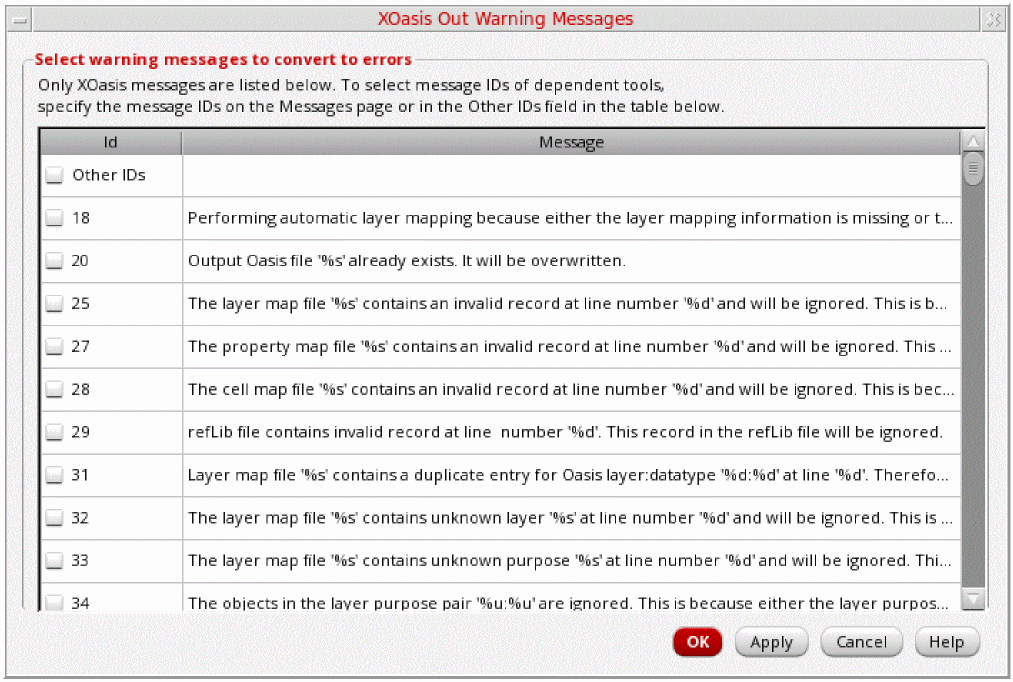 XOasis Out Warning Messages
Select warning messages to convert to errors
Only XOasis messages are listed below. To select message IDs of dependent tools,
specify the message IDs on the Messages page or in the Other IDs field in the table below.
Id Message
Other IDs
18 Performing automatic layer mapping because either the layer mapping information is missing or t...
20 Output Oasis file '%s' already exists. It will be overwritten.
25 The layer map file '%s' contains an invalid record at line number '%d' and will be ignored. This is b...
27 The property map file '%s' contains an invalid record at line number '%d' and will be ignored. This ...
28 The cell map file '%s' contains an invalid record at line number '%d' and will be ignored. This is bec...
29 refLib file contains invalid record at line  number '%d'. This record in the refLib file will be ignored.
31 Layer map file '%s' contains a duplicate entry for Oasis layer:datatype '%d:%d' at line '%d'. Therefo...
32 The layer map file '%s' contains unknown layer '%s' at line number '%d' and will be ignored. This is ...
33 The layer map file '%s' contains unknown purpose '%s' at line number '%d' and will be ignored. Thi...
34 The objects in the layer purpose pair '%u:%u' are ignored. This is because either the layer purpos...
OK Apply Cancel Help